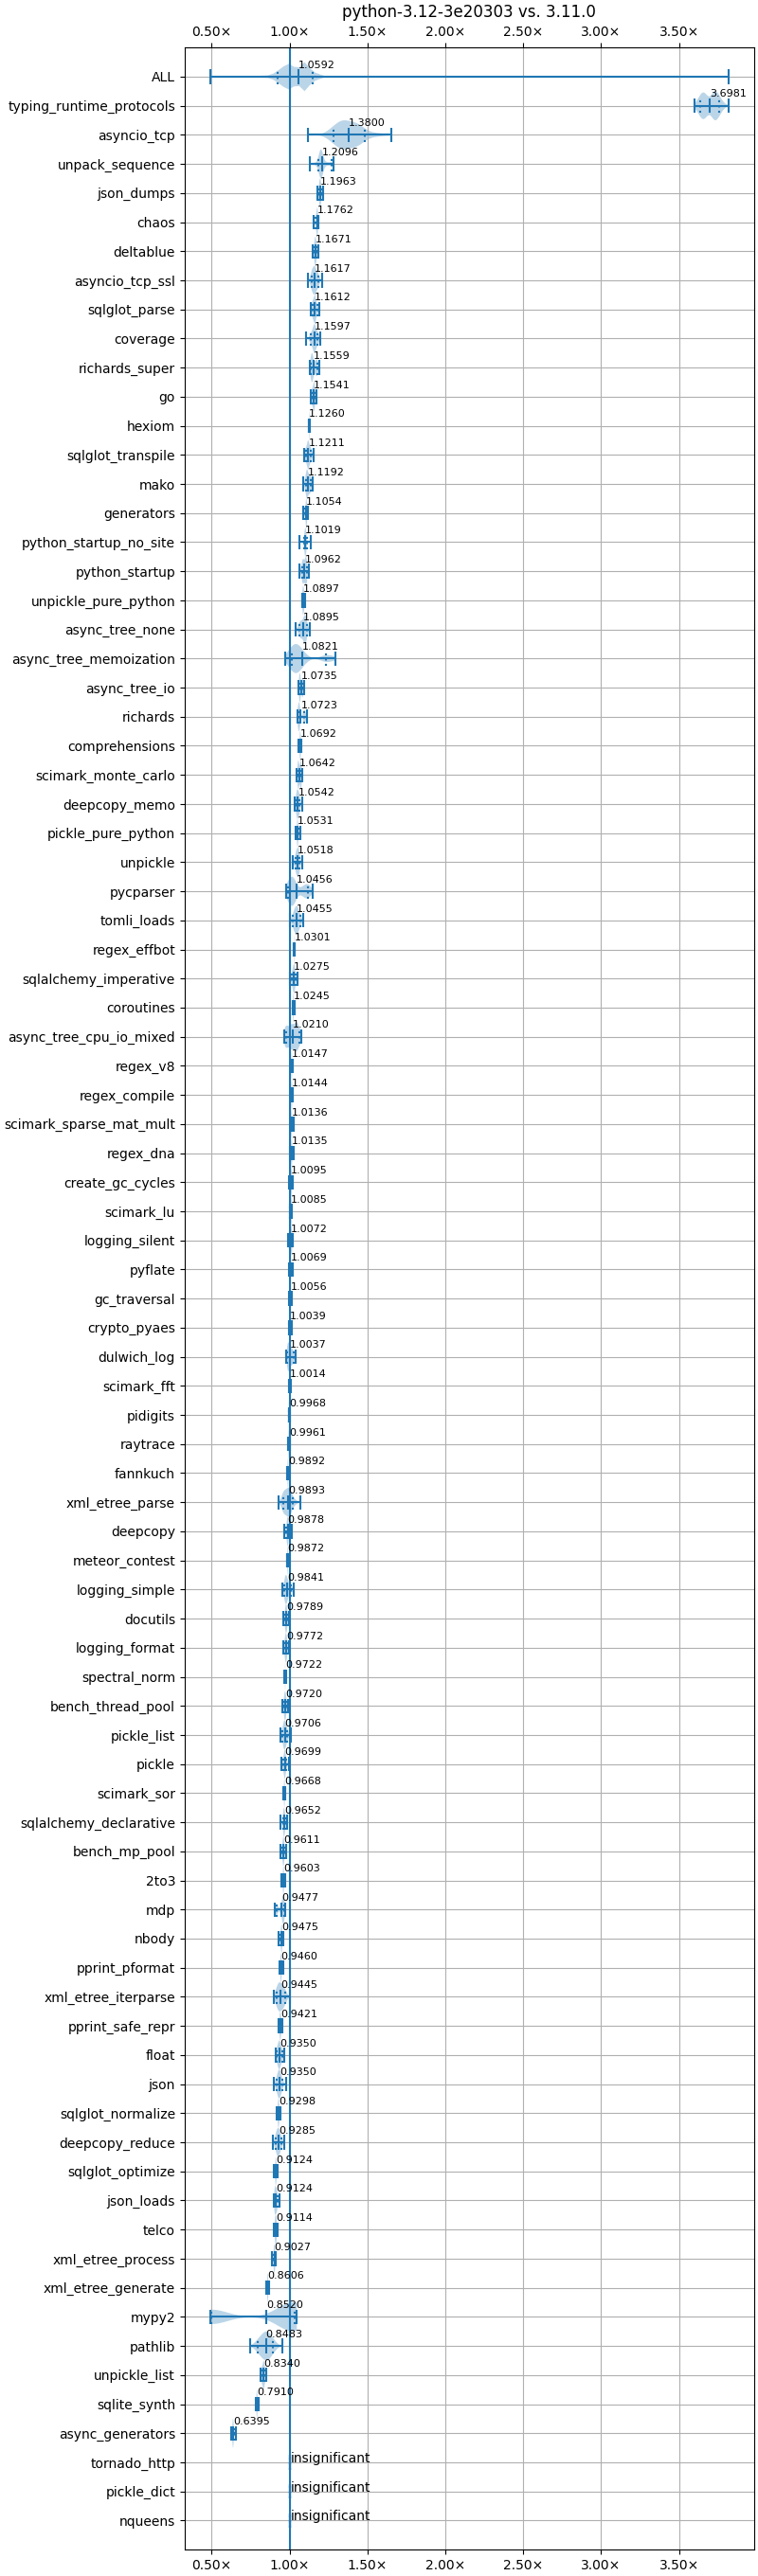 python-3.12-3e20303 vs. 3.11.0
0.50× 1.00× 1.50× 2.00× 2.50× 3.00× 3.50×
ALL 1.0592
typing_runtime_protocols 3.6981
asyncio_tcp 1.3800
unpack_sequence 1.2096
json_dumps 1.1963
chaos 1.1762
deltablue 1.1671
asyncio_tcp_ssl 1.1617
sqlglot_parse 1.1612
coverage 1.1597
richards_super 1.1559
go 1.1541
hexiom 1.1260
sqlglot_transpile 1.1211
mako 1.1192
generators 1.1054
python_startup_no_site 1.1019
python_startup 1.0962
unpickle_pure_python 1.0897
async_tree_none 1.0895
async_tree_memoization 1.0821
async_tree_io 1.0735
richards 1.0723
comprehensions 1.0692
scimark_monte_carlo 1.0642
deepcopy_memo 1.0542
pickle_pure_python 1.0531
unpickle 1.0518
pycparser 1.0456
tomli_loads 1.0455
regex_effbot 1.0301
sqlalchemy_imperative 1.0275
coroutines 1.0245
async_tree_cpu_io_mixed 1.0210
regex_v8 1.0147
regex_compile 1.0144
scimark_sparse_mat_mult 1.0136
regex_dna 1.0135
create_gc_cycles 1.0095
scimark_lu 1.0085
logging_silent 1.0072
pyflate 1.0069
gc_traversal 1.0056
crypto_pyaes 1.0039
dulwich_log 1.0037
scimark_fft 1.0014
pidigits 0.9968
raytrace 0.9961
fannkuch 0.9892
xml_etree_parse 0.9893
deepcopy 0.9878
meteor_contest 0.9872
logging_simple 0.9841
docutils 0.9789
logging_format 0.9772
spectral_norm 0.9722
bench_thread_pool 0.9720
pickle_list 0.9706
pickle 0.9699
scimark_sor 0.9668
sqlalchemy_declarative 0.9652
bench_mp_pool 0.9611
2to3 0.9603
mdp 0.9477
nbody 0.9475
pprint_pformat 0.9460
xml_etree_iterparse 0.9445
pprint_safe_repr 0.9421
float 0.9350
json 0.9350
sqlglot_normalize 0.9298
deepcopy_reduce 0.9285
sqlglot_optimize 0.9124
json_loads 0.9124
telco 0.9114
xml_etree_process 0.9027
xml_etree_generate 0.8606
mypy2 0.8520
pathlib 0.8483
unpickle_list 0.8340
sqlite_synth 0.7910
async_generators 0.6395
tornado_http insignificant
pickle_dict insignificant
nqueens insignificant
0.50× 1.00× 1.50× 2.00× 2.50× 3.00× 3.50×